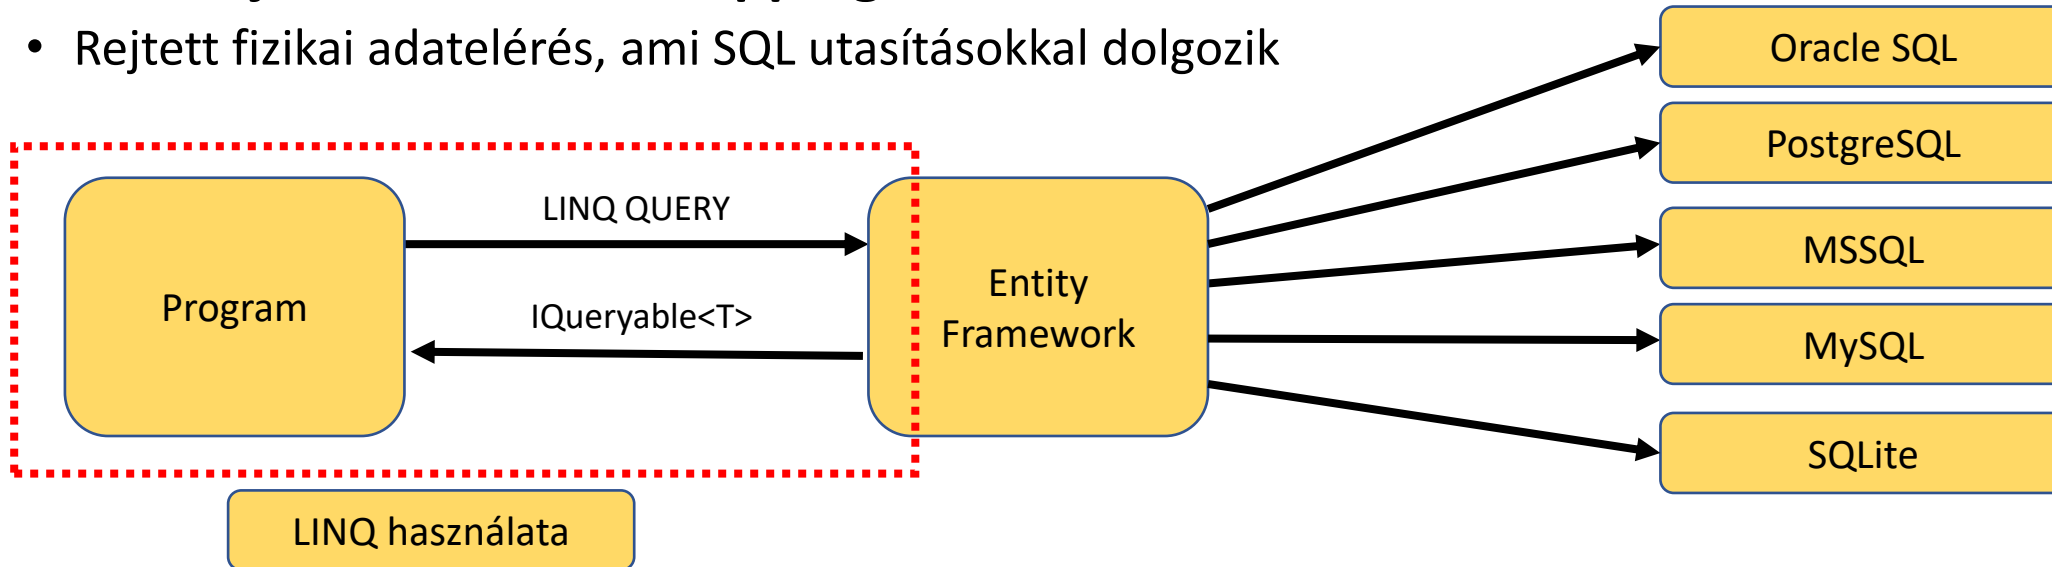 • Rejtett fizikai adatelérés, ami SQL utasításokkal dolgozik
Oracle SQL
PostgreSQL
LINQ QUERY
MSSQL
Program
IQueryable<T>
Entity
Framework
MySQL
SQLite
LINQ használata